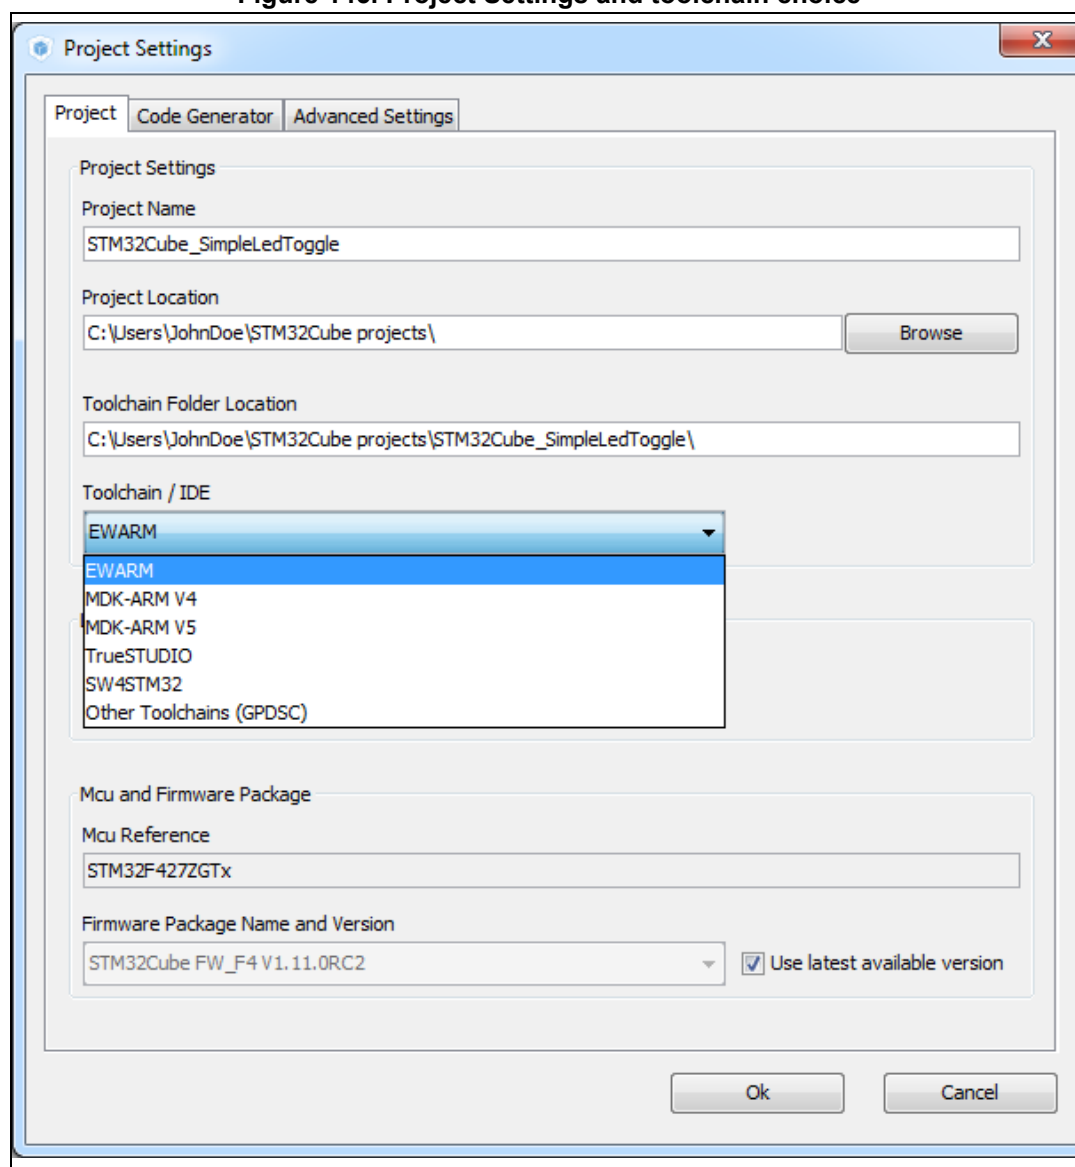 Project Settings
Project Code Generator Advanced Settings
Project Settings
Project Name
STM32Cube_SimpleLedToggle
Project Location
C:\Users\JohnDoe\STM32Cube projects\ Browse
Toolchain Folder Location
C:\Users\JohnDoe\STM32Cube projects\STM32Cube_SimpleLedToggle\
Toolchain / IDE
EWARM
EWARM
MDK-ARM V4
MDK-ARM V5
TrueSTUDIO
SW4STM32
Other Toolchains (GPDSC)
Mcu and Firmware Package
Mcu Reference
STM32F427ZGTx
Firmware Package Name and Version
STM32Cube FW_F4 V1.11.0RC2 Use latest available version
Ok Cancel